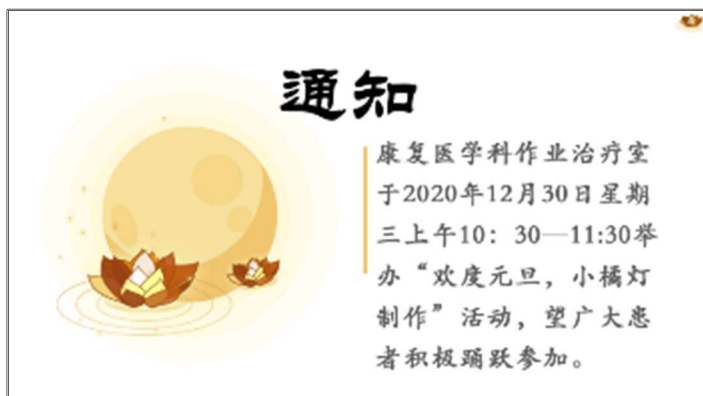 通知
康复医学科作业治疗室
于2020年12月30日星期
三上午10：30—11:30举
办“欢度元旦，小橘灯
制作”活动，望广大患
者积极踊跃参加。